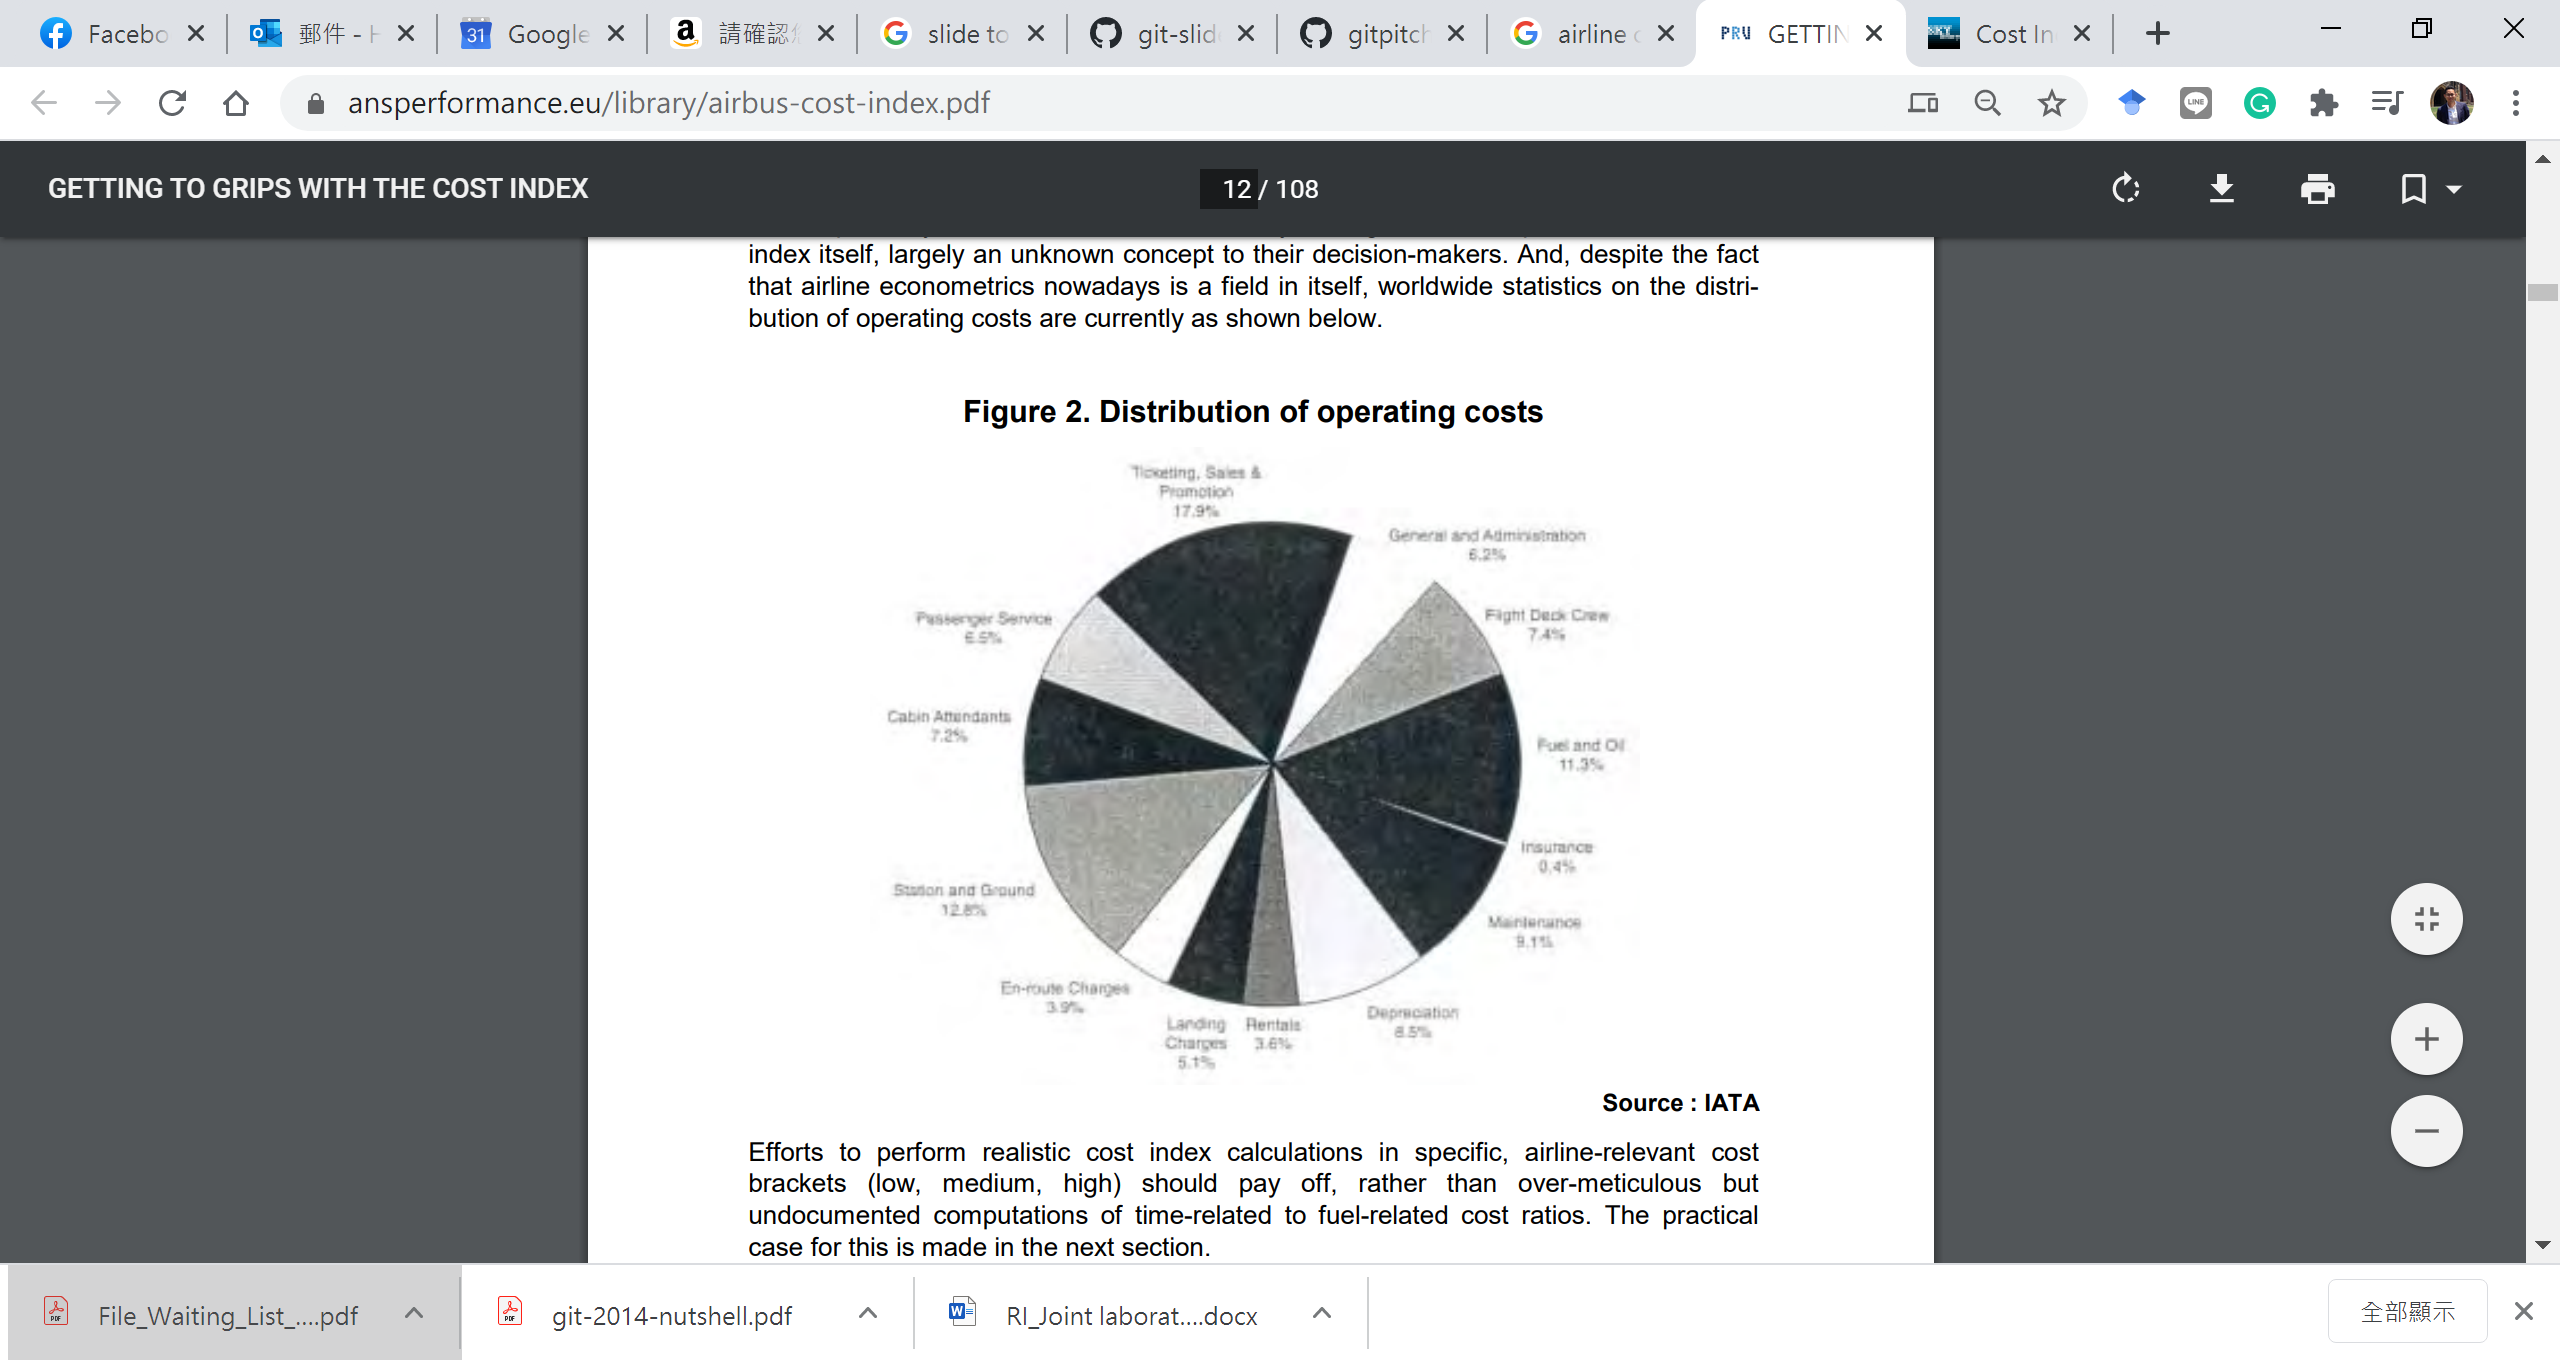 Facebo
郵件 - H
31
Google
請確認
slide to
git-slid
gitpitch
airline c
PRU
GETTIN
Cost In
ansperformance.eu/library/airbus-cost-index.pdf
GETTING TO GRIPS WITH THE COST INDEX
12 / 108
index itself, largely an unknown concept to their decision-makers. And, despite the fact
that airline econometrics nowadays is a field in itself, worldwide statistics on the distri-
bution of operating costs are currently as shown below.
Figure 2. Distribution of operating costs
Ticketing, Sales &
Promotion
17.9%
General and Administration
6.2%
Flight Deck Crew
7.4%
Passenger Service
6.5%
Cabin Attendants
7.2%
Fuel and Oil
11.3%
Insurance
0.4%
Station and Ground
12.8%
Maintenance
9.1%
En-route Charges
3.9%
Landing
Charges
5.1%
Rentals
3.6%
Depreciation
Source : IATA
Efforts to perform realistic cost index calculations in specific, airline-relevant cost
brackets (low, medium, high) should pay off, rather than over-meticulous but
undocumented computations of time-related to fuel-related cost ratios. The practical
case for this is made in the next section.
File_Waiting_List_....pdf
git-2014-nutshell.pdf
RI_Joint laborat....docx
全部顯示